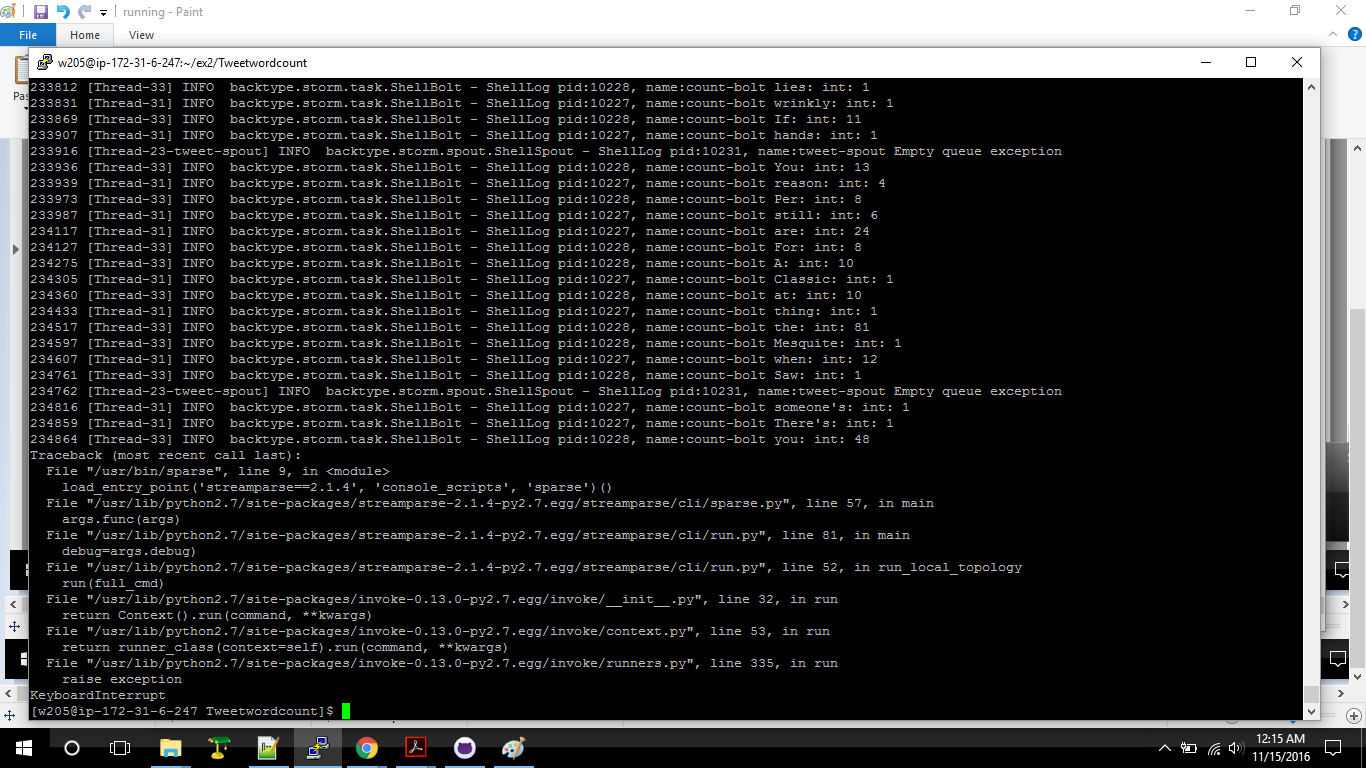 running - Paint
File
Home
View
w205@ip-172-31-6-247:~/ex2/Tweetwordcount
233812 [Thread-33] INFO  backtype.storm.task.ShellBolt - ShellLog pid:10228, name:count-bolt lies: int: 1
233831 [Thread-31] INFO  backtype.storm.task.ShellBolt - ShellLog pid:10227, name:count-bolt wrinkly: int: 1
233869 [Thread-33] INFO  backtype.storm.task.ShellBolt - ShellLog pid:10228, name:count-bolt If: int: 11
233907 [Thread-31] INFO  backtype.storm.task.ShellBolt - ShellLog pid:10227, name:count-bolt hands: int: 1
233916 [Thread-23-tweet-spout] INFO  backtype.storm.spout.ShellSpout - ShellLog pid:10231, name:tweet-spout Empty queue exception
233936 [Thread-33] INFO  backtype.storm.task.ShellBolt - ShellLog pid:10228, name:count-bolt You: int: 13
233939 [Thread-31] INFO  backtype.storm.task.ShellBolt - ShellLog pid:10227, name:count-bolt reason: int: 4
233973 [Thread-33] INFO  backtype.storm.task.ShellBolt - ShellLog pid:10228, name:count-bolt Per: int: 8
233987 [Thread-31] INFO  backtype.storm.task.ShellBolt - ShellLog pid:10227, name:count-bolt still: int: 6
234117 [Thread-31] INFO  backtype.storm.task.ShellBolt - ShellLog pid:10227, name:count-bolt are: int: 24
234127 [Thread-33] INFO  backtype.storm.task.ShellBolt - ShellLog pid:10228, name:count-bolt For: int: 8
234275 [Thread-33] INFO  backtype.storm.task.ShellBolt - ShellLog pid:10228, name:count-bolt A: int: 10
234305 [Thread-31] INFO  backtype.storm.task.ShellBolt - ShellLog pid:10227, name:count-bolt Classic: int: 1
234360 [Thread-33] INFO  backtype.storm.task.ShellBolt - ShellLog pid:10228, name:count-bolt at: int: 10
234433 [Thread-31] INFO  backtype.storm.task.ShellBolt - ShellLog pid:10227, name:count-bolt thing: int: 1
234517 [Thread-33] INFO  backtype.storm.task.ShellBolt - ShellLog pid:10228, name:count-bolt the: int: 81
234597 [Thread-33] INFO  backtype.storm.task.ShellBolt - ShellLog pid:10228, name:count-bolt Mesquite: int: 1
234607 [Thread-31] INFO  backtype.storm.task.ShellBolt - ShellLog pid:10227, name:count-bolt when: int: 12
234761 [Thread-33] INFO  backtype.storm.task.ShellBolt - ShellLog pid:10228, name:count-bolt Saw: int: 1
234762 [Thread-23-tweet-spout] INFO  backtype.storm.spout.ShellSpout - ShellLog pid:10231, name:tweet-spout Empty queue exception
234816 [Thread-31] INFO  backtype.storm.task.ShellBolt - ShellLog pid:10227, name:count-bolt someone's: int: 1
234859 [Thread-31] INFO  backtype.storm.task.ShellBolt - ShellLog pid:10227, name:count-bolt There's: int: 1
234864 [Thread-33] INFO  backtype.storm.task.ShellBolt - ShellLog pid:10228, name:count-bolt you: int: 48
Traceback (most recent call last):
  File "/usr/bin/sparse", line 9, in <module>
    load_entry_point('streamparse==2.1.4', 'console_scripts', 'sparse')()
  File "/usr/lib/python2.7/site-packages/streamparse-2.1.4-py2.7.egg/streamparse/cli/sparse.py", line 57, in main
    args.func(args)
  File "/usr/lib/python2.7/site-packages/streamparse-2.1.4-py2.7.egg/streamparse/cli/run.py", line 81, in main
    debug=args.debug)
  File "/usr/lib/python2.7/site-packages/streamparse-2.1.4-py2.7.egg/streamparse/cli/run.py", line 52, in run_local_topology
    run(full_cmd)
  File "/usr/lib/python2.7/site-packages/invoke-0.13.0-py2.7.egg/invoke/__init__.py", line 32, in run
    return Context().run(command, **kwargs)
  File "/usr/lib/python2.7/site-packages/invoke-0.13.0-py2.7.egg/invoke/context.py", line 53, in run
    return runner_class(context=self).run(command, **kwargs)
  File "/usr/lib/python2.7/site-packages/invoke-0.13.0-py2.7.egg/invoke/runners.py", line 335, in run
    raise exception
KeyboardInterrupt
[w205@ip-172-31-6-247 Tweetwordcount]$
12:15 AM
11/15/2016